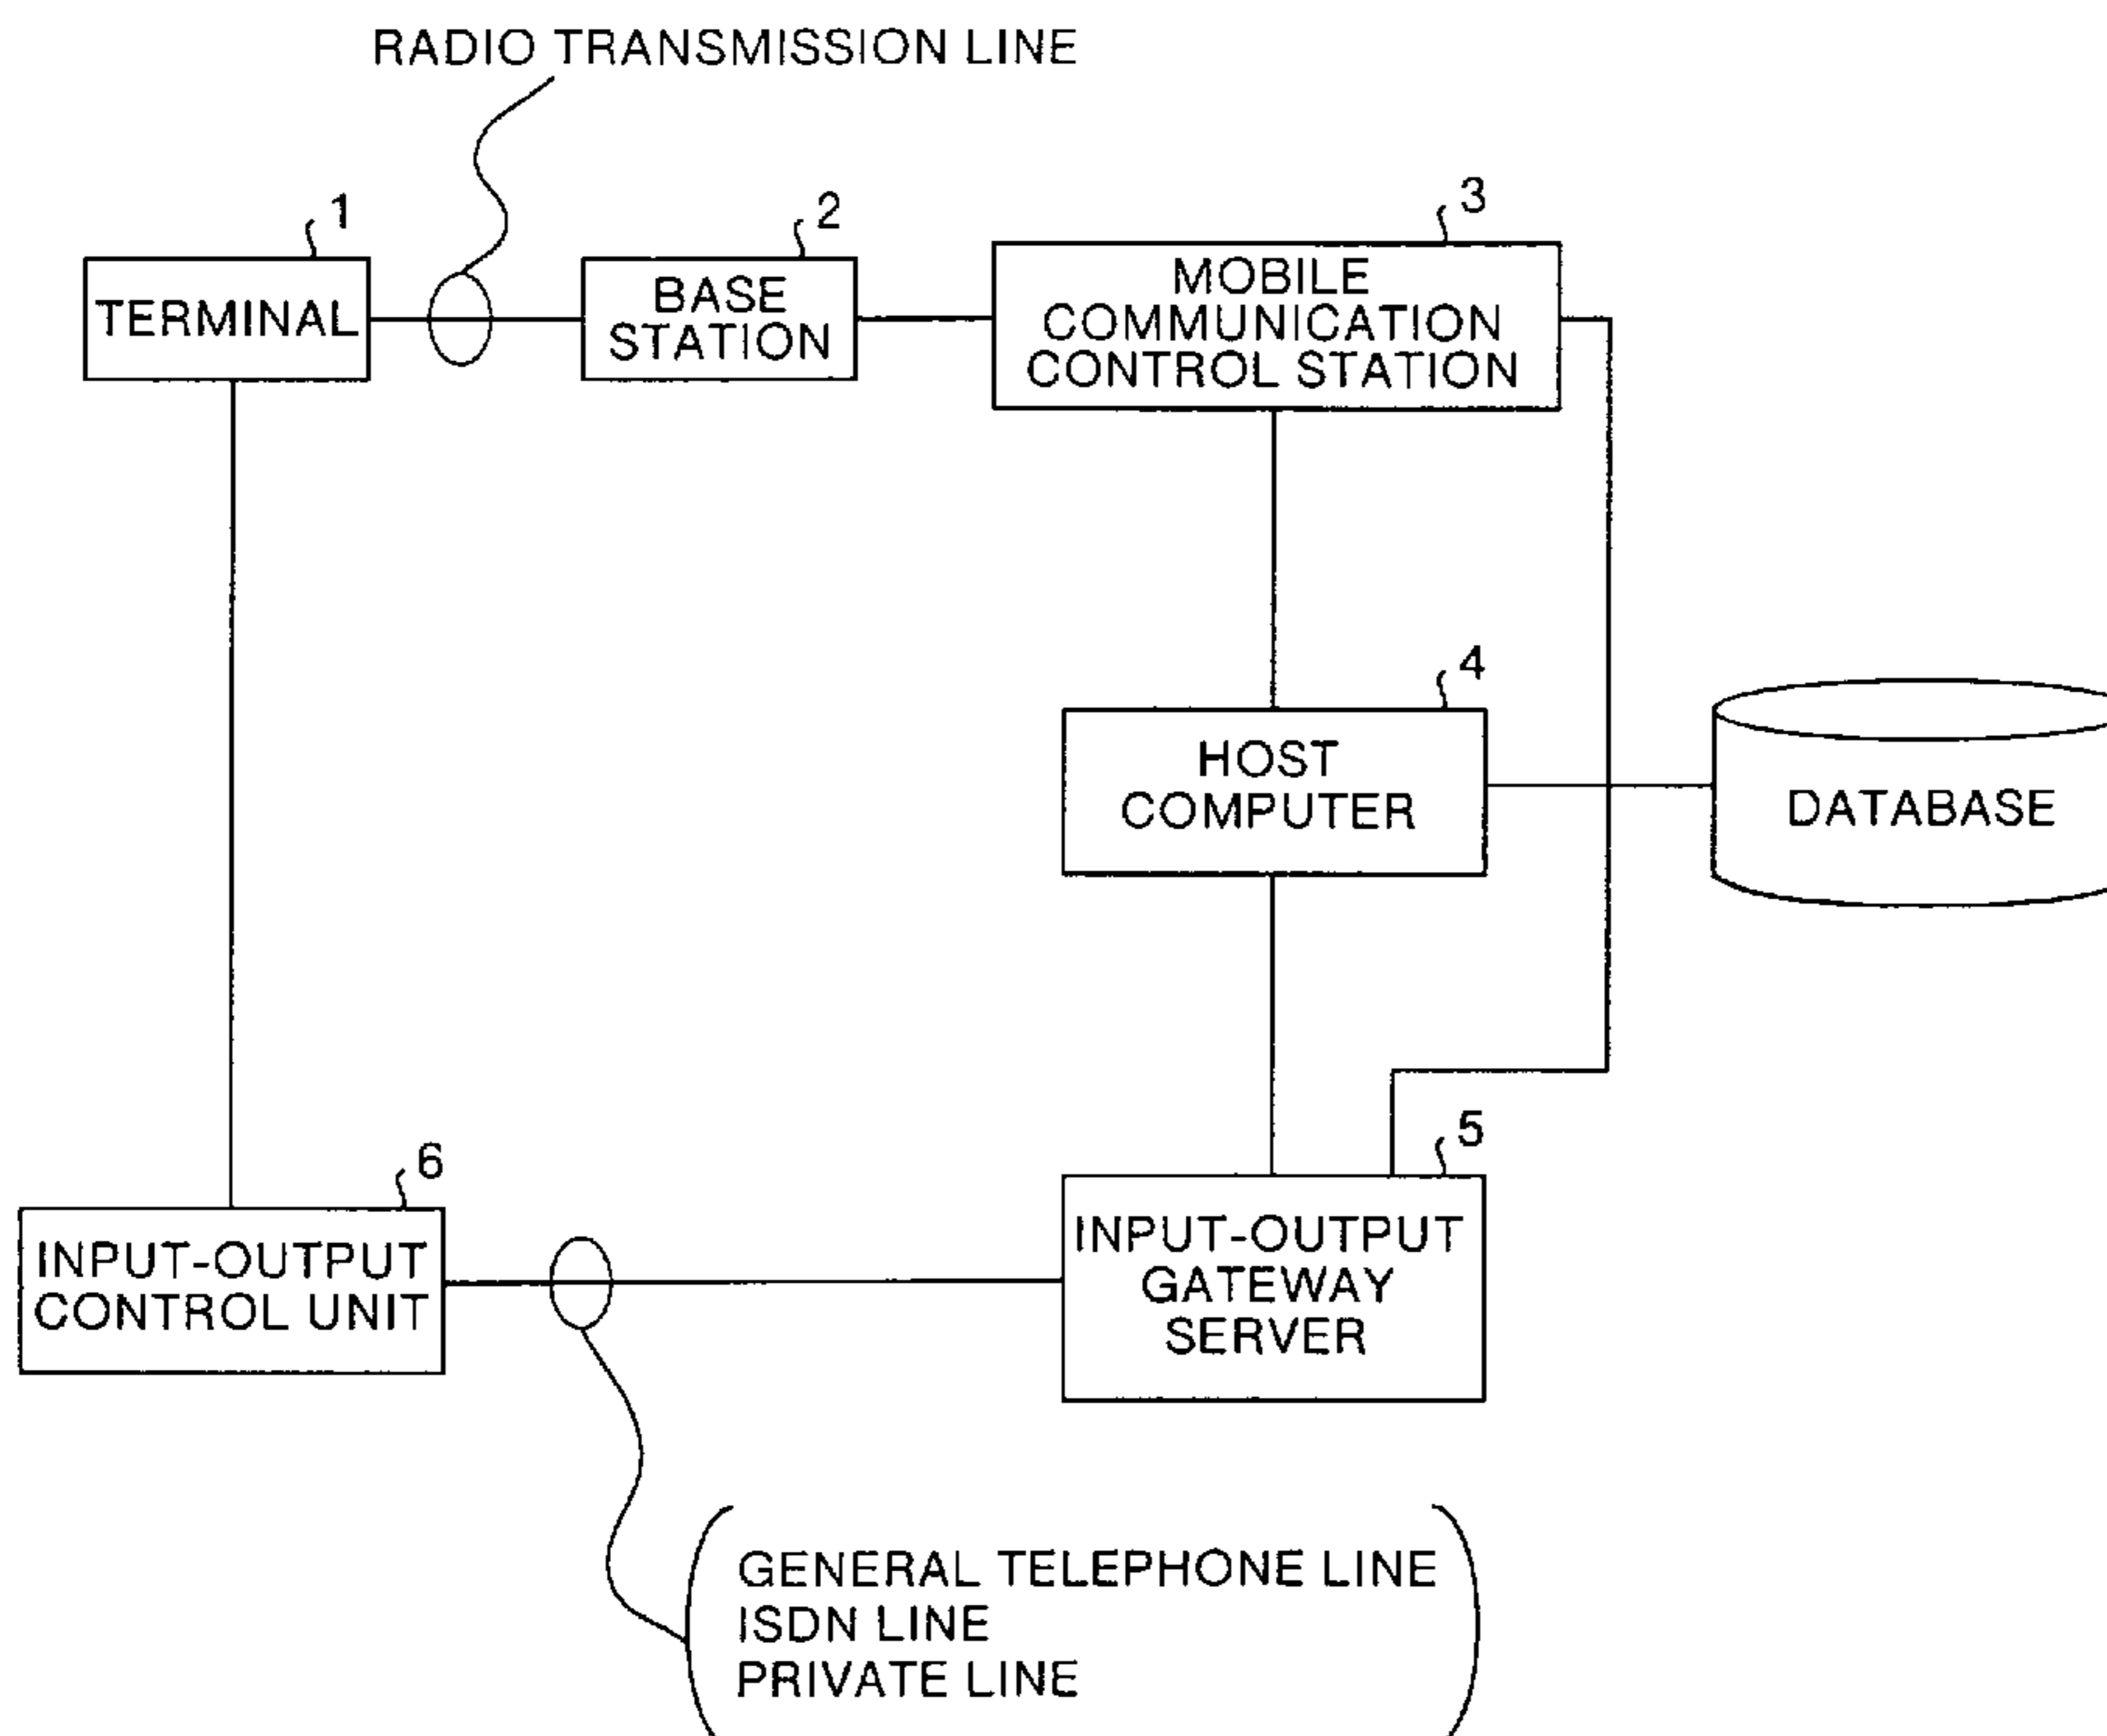 RADIO TRANSMISSION LINE
1
2
3
TERMINAL
BASE
STATION
MOBILE
COMMUNICATION
CONTROL STATION
4
HOST
COMPUTER
DATABASE
5
6
INPUT-OUTPUT
CONTROL UNIT
INPUT-OUTPUT
GATEWAY
SERVER
GENERAL TELEPHONE LINE
ISDN LINE
PRIVATE LINE